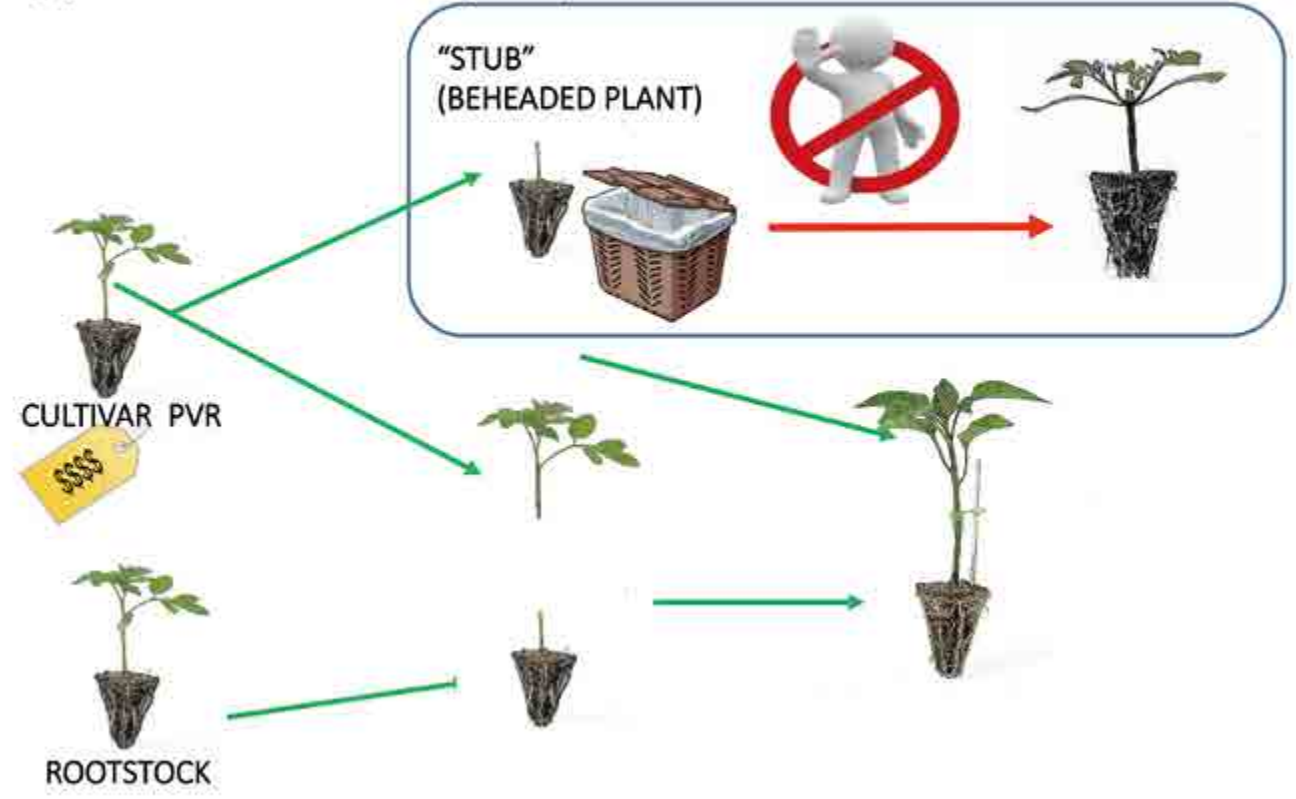 “STUB”
(BEHEADED PLANT)
CULTIVAR PVR
$$$$
ROOTSTOCK